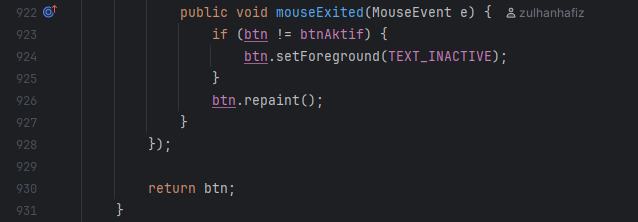 922 public void mouseExited(MouseEvent e) { zulhanhafiz
923 if (btn != btnAktif) {
924 btn.setForeground(TEXT_INACTIVE);
925 }
926 btn.repaint();
927 }
928 });
929
930 return btn;
931 }